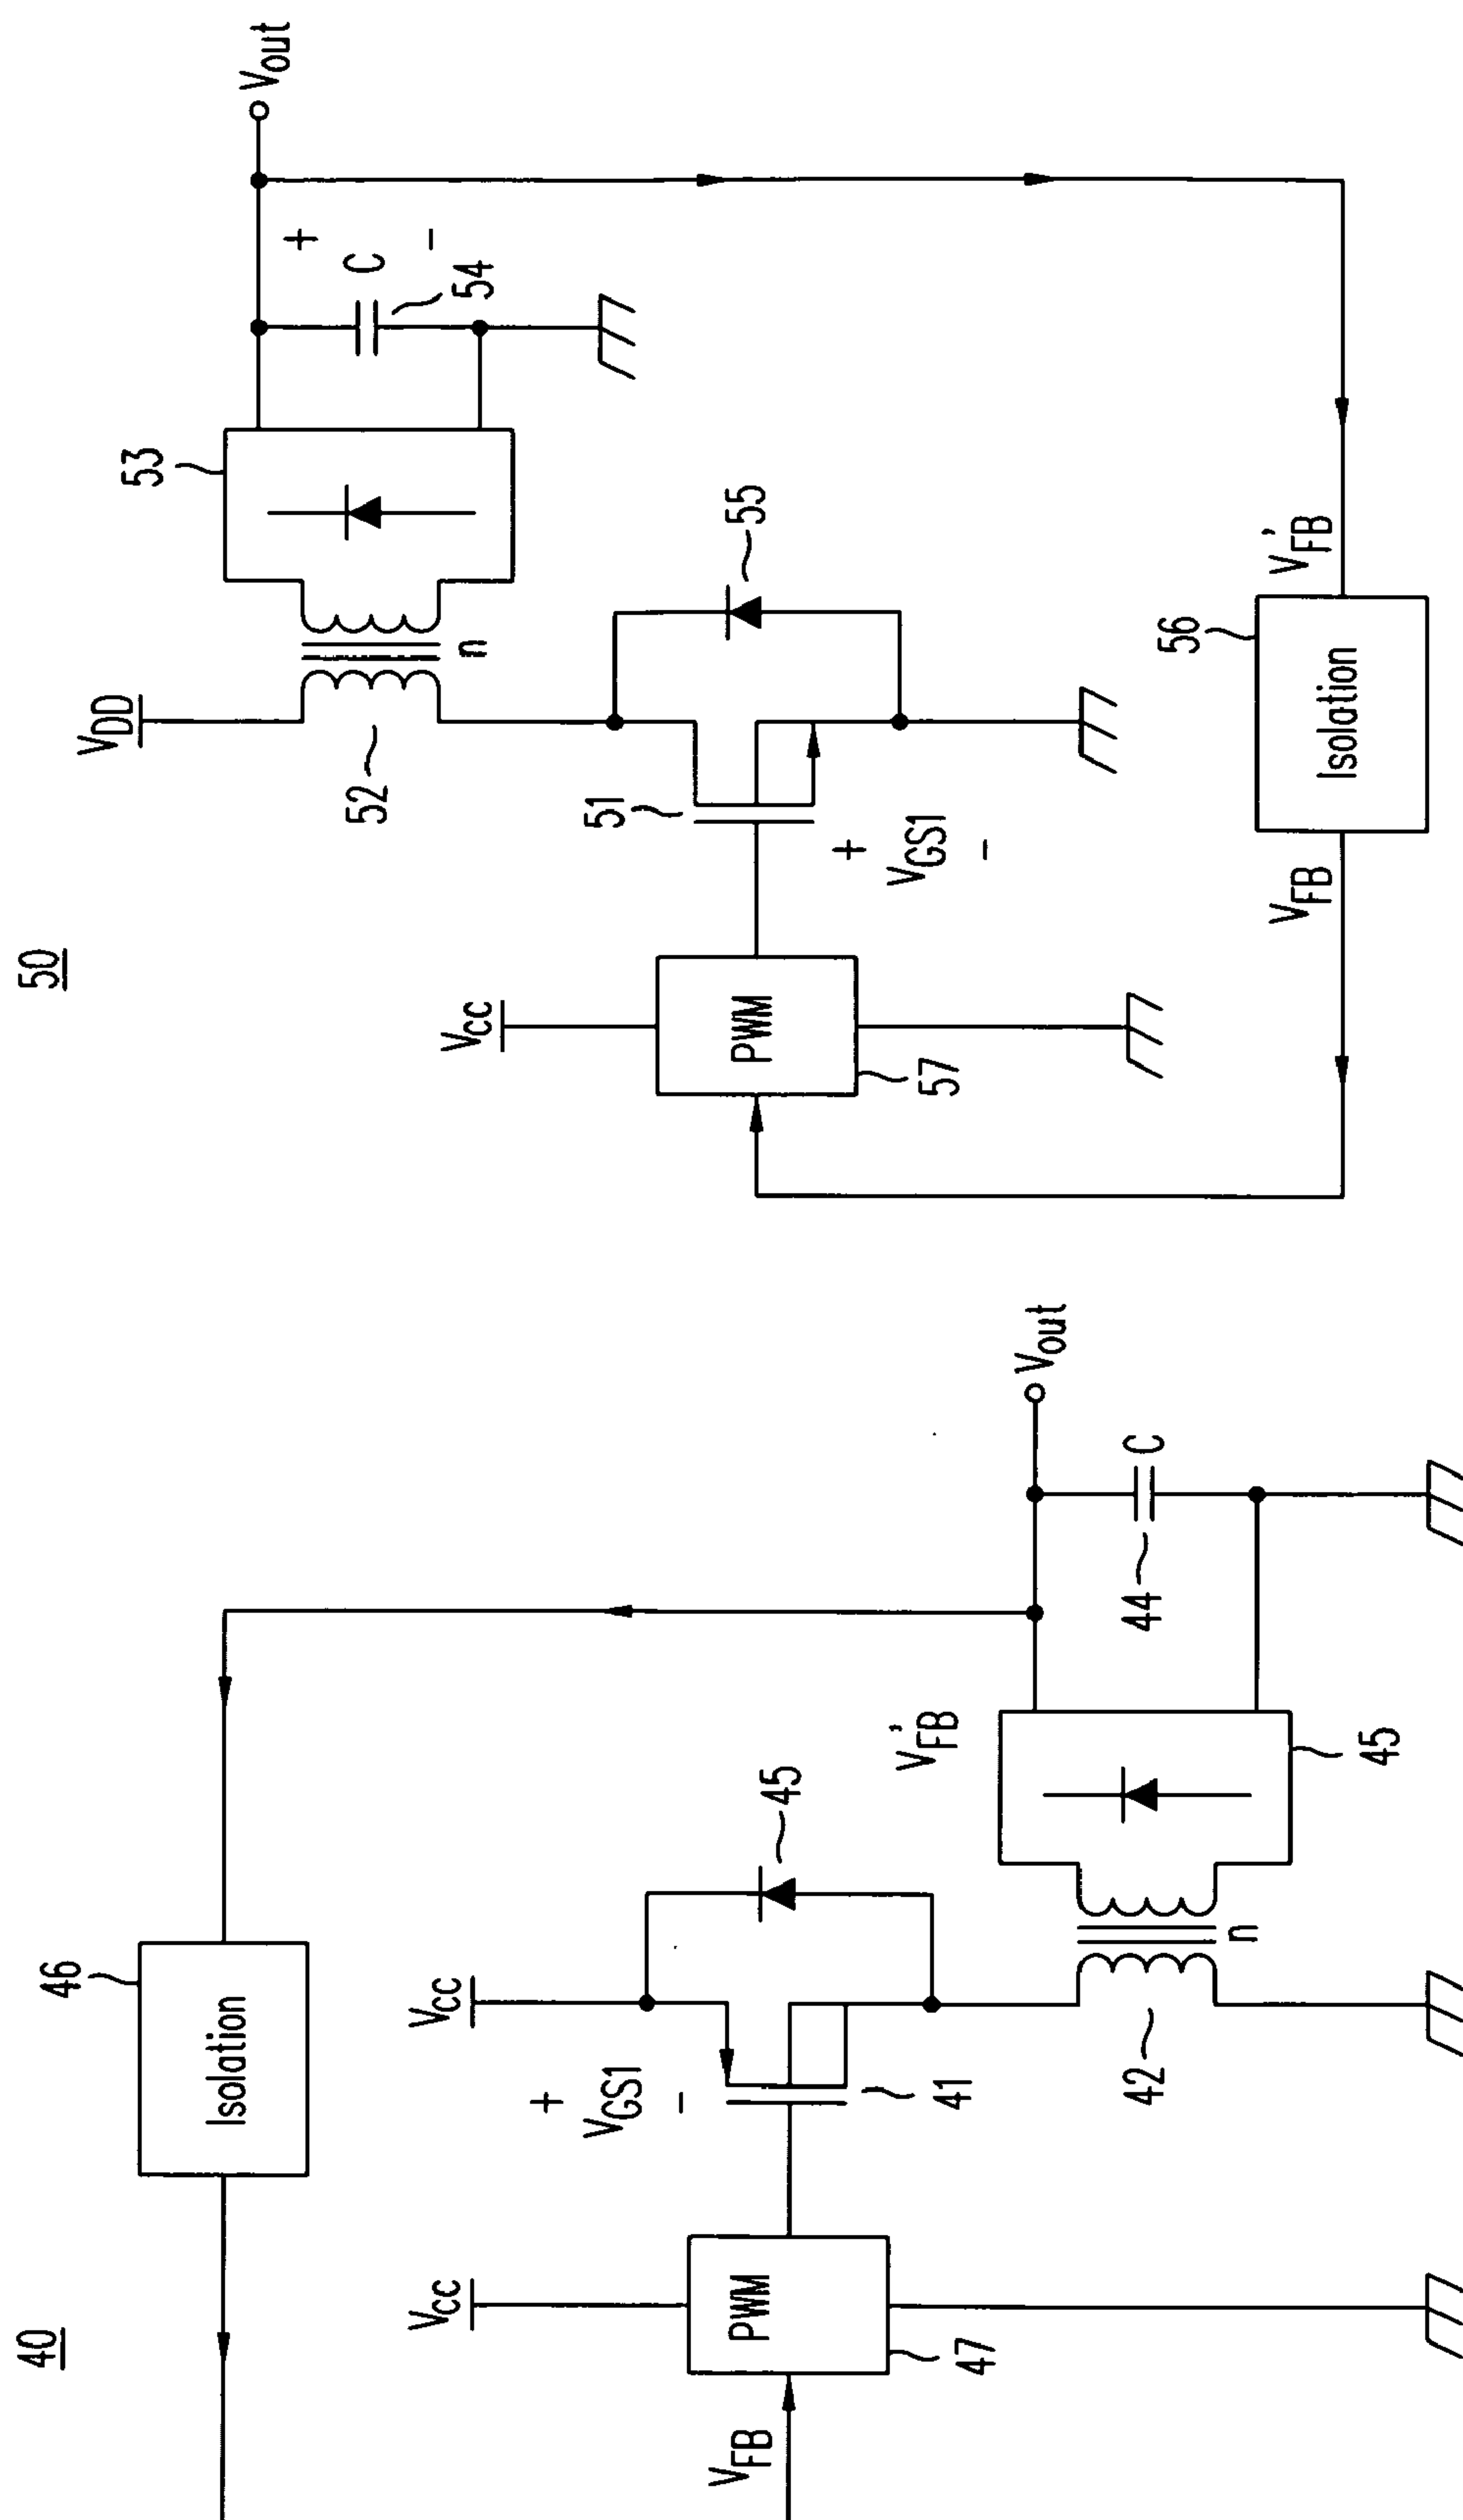 40
46
Isolation
Vcc
Vcc
+
VGS1
-
45
PWM
47
41
VFB
V'FB
42
n
45
44
C
Vout
50
VDD
53
52
n
+
C
-
54
Vout
Vcc
51
55
PWM
57
+
VGS1
-
VFB
56
Isolation
V'FB